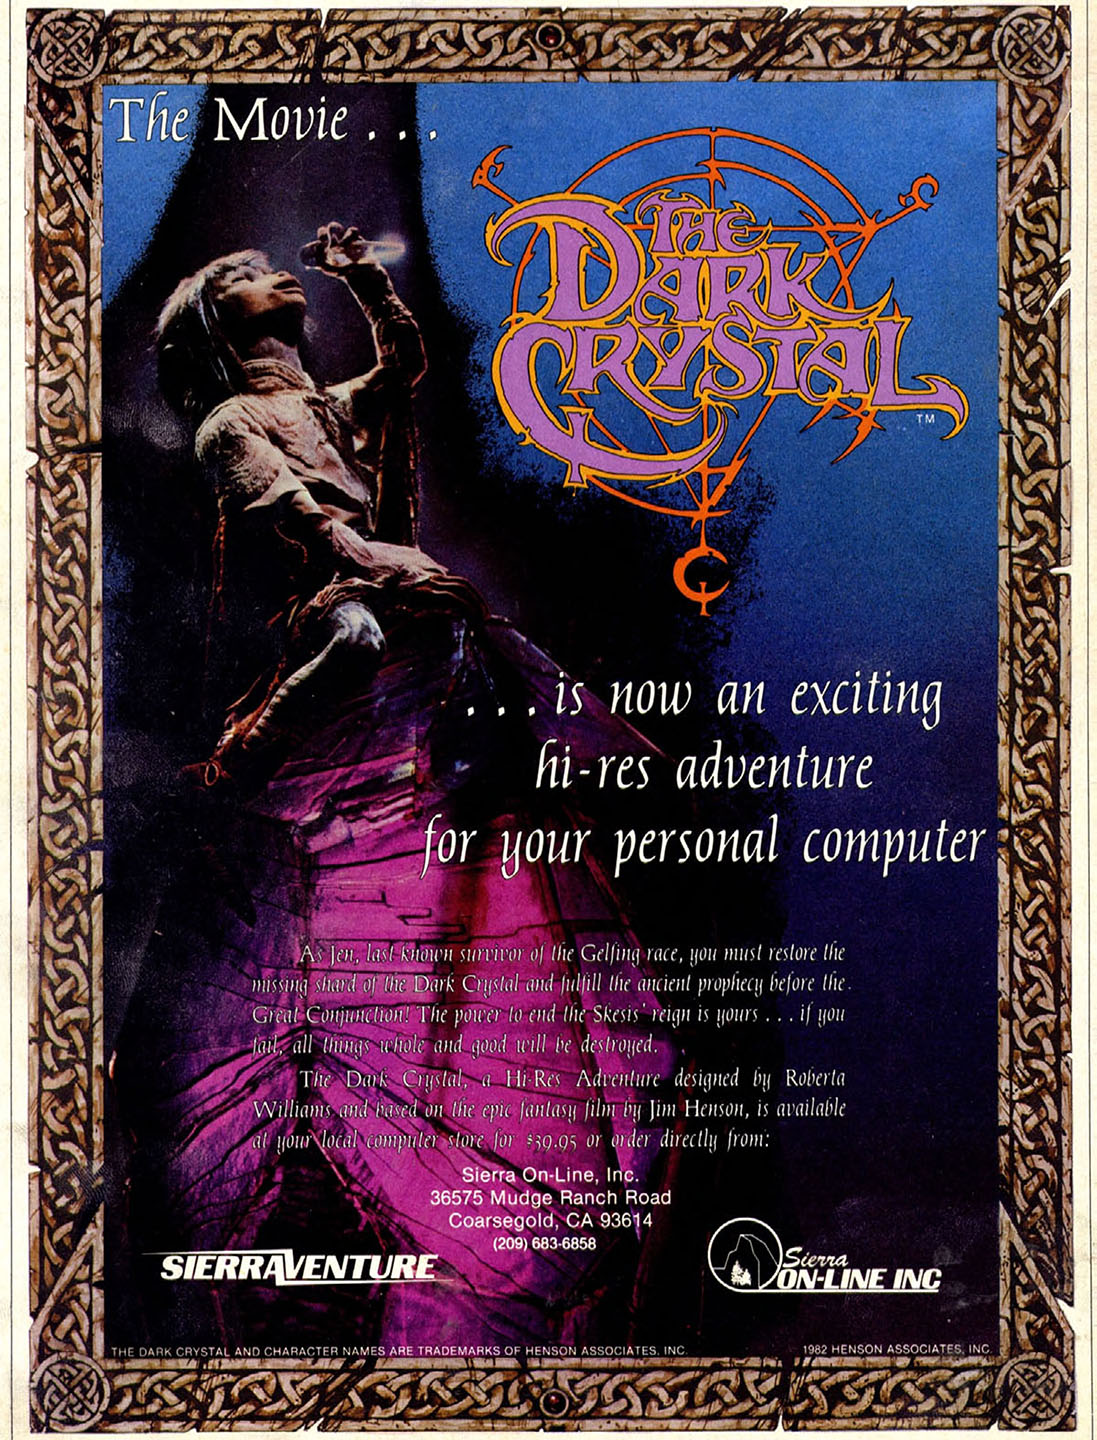 The Movie . . .
THE
DARK
CRYSTAL
TM
. . . is now an exciting
hi-res adventure
for your personal computer
As Jen, last known survivor of the Gelfing race, you must restore the
missing shard of the Dark Crystal and fulfill the ancient prophecy before the
Great Conjunction! The power to end the Skesis' reign is yours . . . if you
fail, all things whole and good will be destroyed.
The Dark Crystal, a Hi-Res Adventure designed by Roberta
Williams and based on the epic fantasy film by Jim Henson, is available
at your local computer store for $39.95 or order directly from:
Sierra On-Line, Inc.
36575 Mudge Ranch Road
Coarsegold, CA 93614
(209) 683-6858
SIERRAVENTURE
Sierra
ON-LINE INC
THE DARK CRYSTAL AND CHARACTER NAMES ARE TRADEMARKS OF HENSON ASSOCIATES, INC.
1982 HENSON ASSOCIATES, INC.